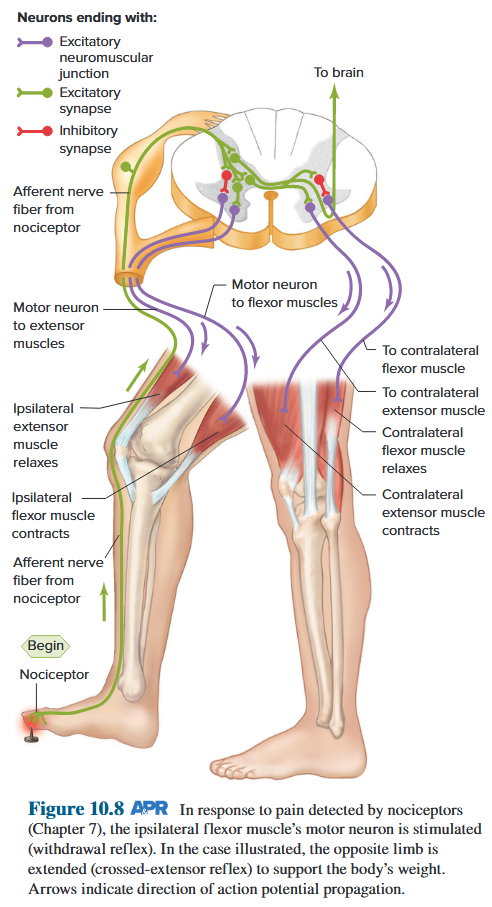 Neurons ending with:
Excitatory
neuromuscular
junction
Excitatory
synapse
Inhibitory
synapse
To brain
Afferent nerve
fiber from
nociceptor
Motor neuron
to extensor
muscles
Motor neuron
to flexor muscles
To contralateral
flexor muscle
To contralateral
extensor muscle
Contralateral
flexor muscle
relaxes
Contralateral
extensor muscle
contracts
Ipsilateral
extensor
muscle
relaxes
Ipsilateral
flexor muscle
contracts
Afferent nerve
fiber from
nociceptor
Begin
Nociceptor
Figure 10.8 AP&R In response to pain detected by nociceptors
(Chapter 7), the ipsilateral flexor muscle’s motor neuron is stimulated
(withdrawal reflex). In the case illustrated, the opposite limb is
extended (crossed-extensor reflex) to support the body’s weight.
Arrows indicate direction of action potential propagation.